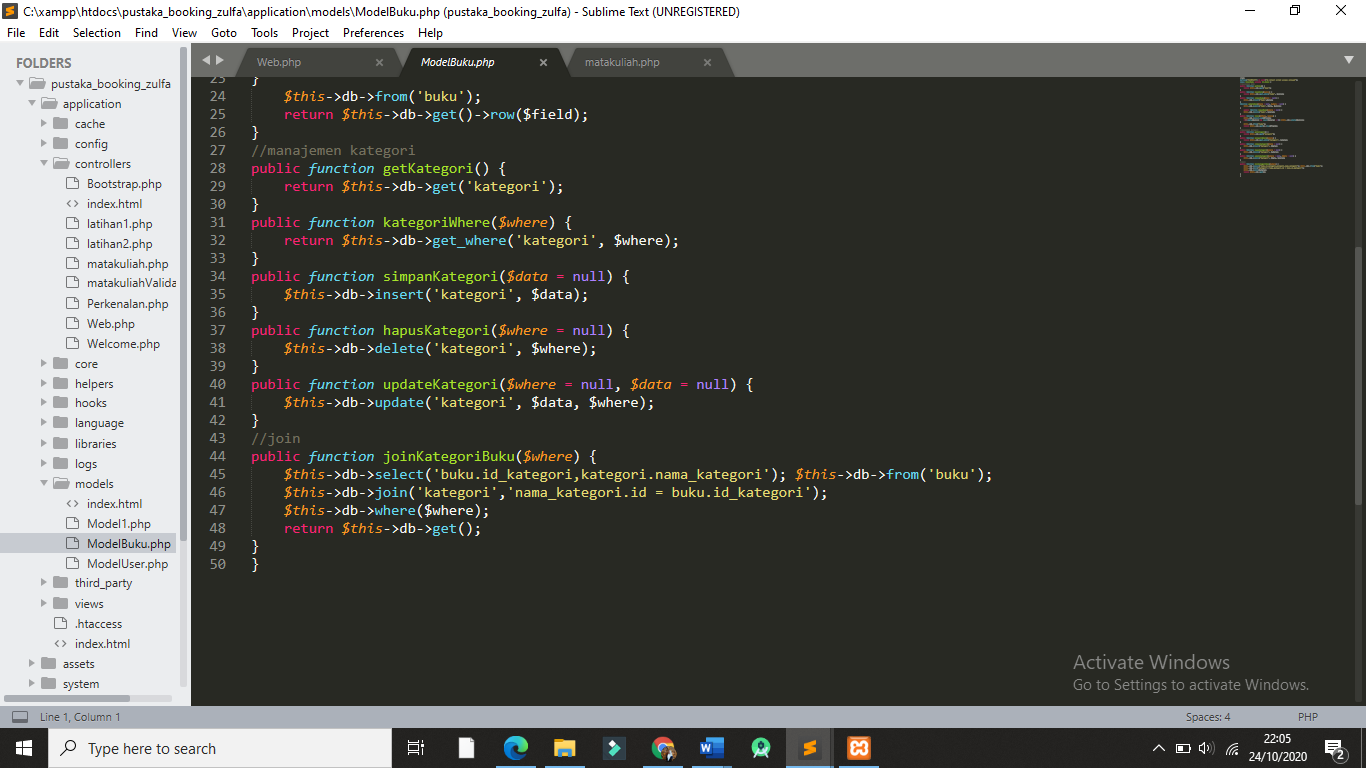 C:\xampp\htdocs\pustaka_booking_zulfa\application\models\ModelBuku.php (pustaka_booking_zulfa) - Sublime Text (UNREGISTERED)
File Edit Selection Find View Goto Tools Project Preferences Help
FOLDERS
pustaka_booking_zulfa
application
cache
config
controllers
Bootstrap.php
index.html
latihan1.php
latihan2.php
matakuliah.php
matakuliahValida
Perkenalan.php
Web.php
Welcome.php
core
helpers
hooks
language
libraries
logs
models
index.html
Model1.php
ModelBuku.php
ModelUser.php
third_party
views
.htaccess
index.html
assets
system
Web.php × ModelBuku.php × matakuliah.php ×
23 }
24 $this->db->from('buku');
25 return $this->db->get()->row($field);
26 }
27 //manajemen kategori
28 public function getKategori() {
29 return $this->db->get('kategori');
30 }
31 public function kategoriWhere($where) {
32 return $this->db->get_where('kategori', $where);
33 }
34 public function simpanKategori($data = null) {
35 $this->db->insert('kategori', $data);
36 }
37 public function hapusKategori($where = null) {
38 $this->db->delete('kategori', $where);
39 }
40 public function updateKategori($where = null, $data = null) {
41 $this->db->update('kategori', $data, $where);
42 }
43 //join
44 public function joinKategoriBuku($where) {
45 $this->db->select('buku.id_kategori,kategori.nama_kategori'); $this->db->from('buku');
46 $this->db->join('kategori','nama_kategori.id = buku.id_kategori');
47 $this->db->where($where);
48 return $this->db->get();
49 }
50 }
Activate Windows
Go to Settings to activate Windows.
Line 1, Column 1 Spaces: 4 PHP
Type here to search
22:05
24/10/2020
2